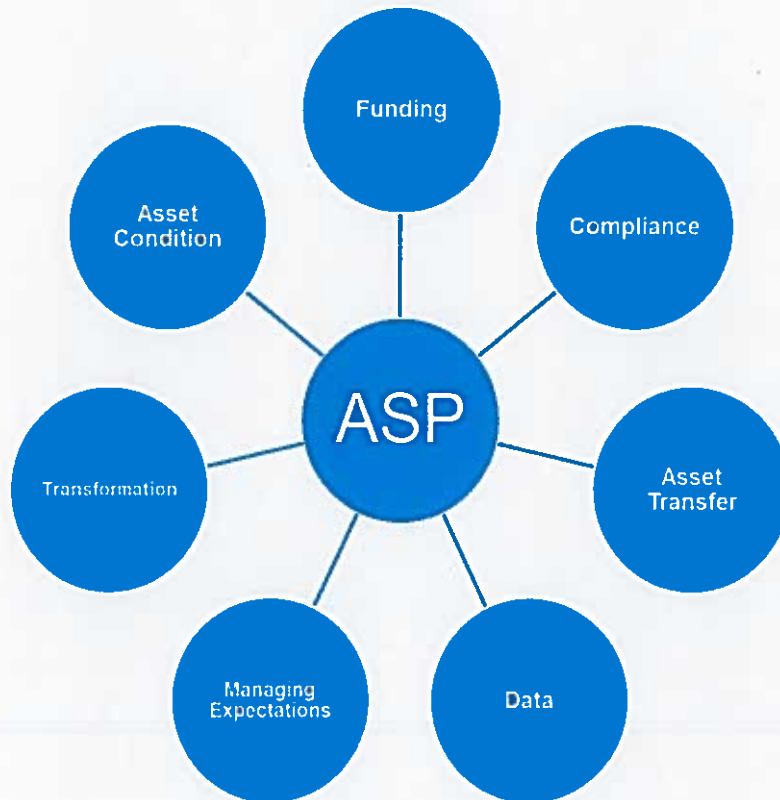 Funding
Asset
Condition
Compliance
ASP
Transformation
Asset
Transfer
Managing
Expectations
Data